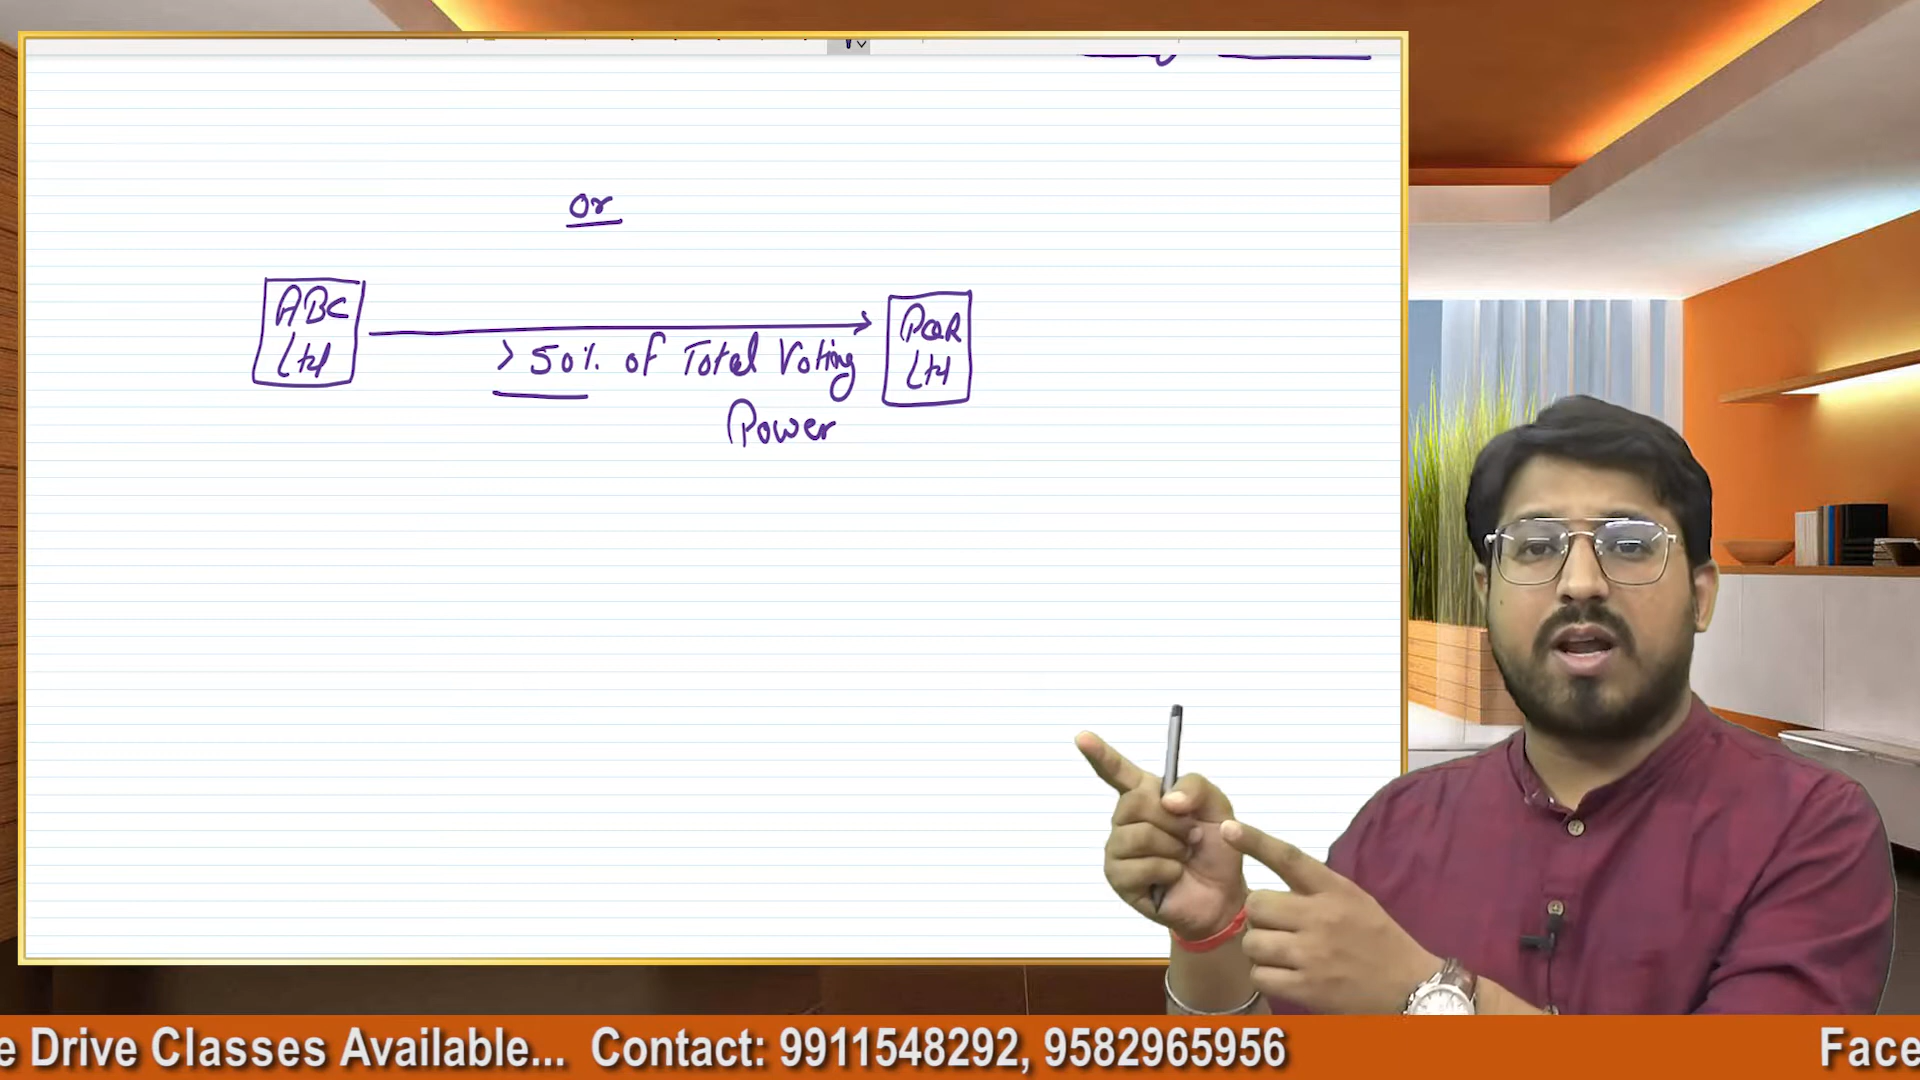 Or
ABC
Ltd
> 50% of Total Voting
Power
PQR
Ltd
e Drive Classes Available... Contact: 9911548292, 9582965956
Face